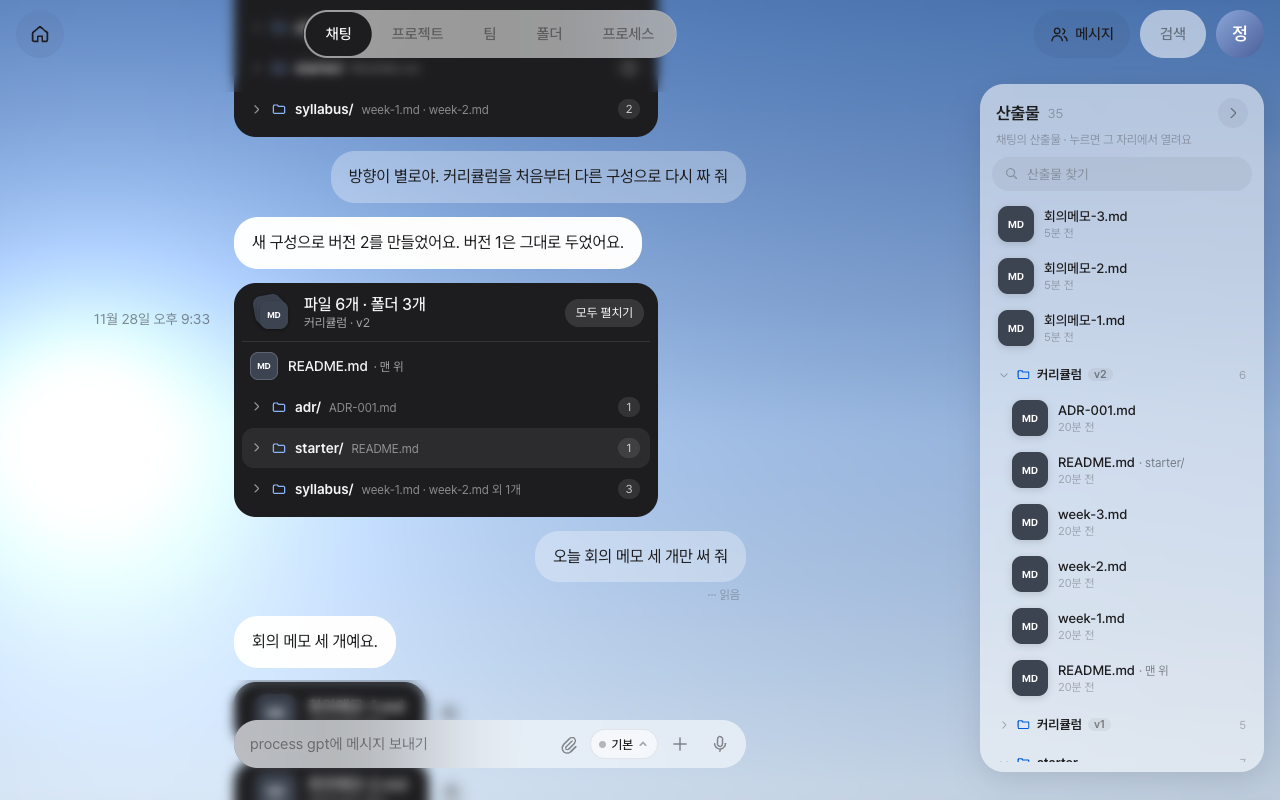 채팅
프로젝트
팀
폴더
프로세스
메시지
검색
정
syllabus/ week-1.md · week-2.md 2
방향이 별로야. 커리큘럼을 처음부터 다른 구성으로 다시 짜 줘
새 구성으로 버전 2를 만들었어요. 버전 1은 그대로 두었어요.
11월 28일 오후 9:33
MD
파일 6개 · 폴더 3개
커리큘럼 · v2
모두 펼치기
MD README.md · 맨 위
adr/ ADR-001.md 1
starter/ README.md 1
syllabus/ week-1.md · week-2.md 외 1개 3
오늘 회의 메모 세 개만 써 줘
··· 읽음
회의 메모 세 개예요.
process gpt에 메시지 보내기
기본
산출물 35
채팅의 산출물 · 누르면 그 자리에서 열려요
산출물 찾기
MD 회의메모-3.md
5분 전
MD 회의메모-2.md
5분 전
MD 회의메모-1.md
5분 전
커리큘럼 v2 6
MD ADR-001.md
20분 전
MD README.md · starter/
20분 전
MD week-3.md
20분 전
MD week-2.md
20분 전
MD week-1.md
20분 전
MD README.md · 맨 위
20분 전
커리큘럼 v1 5
starter